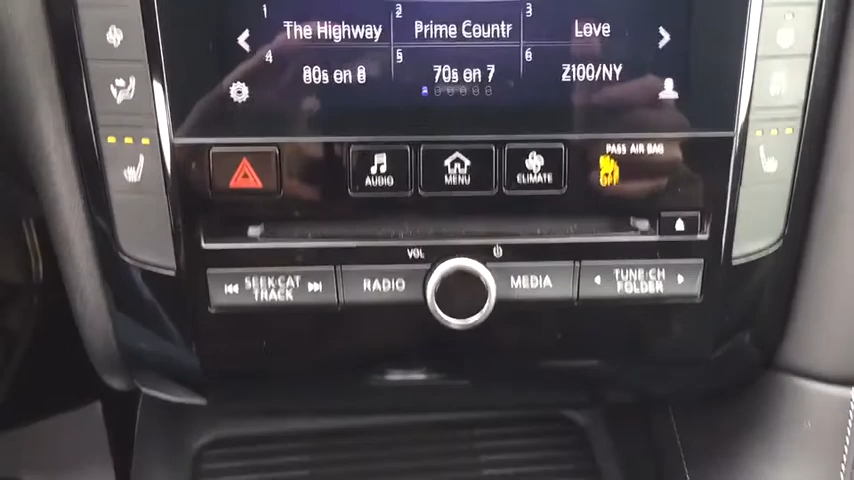 1 The Highway
2 Prime Countr
3 Love
4 80s on 8
5 70s on 7
6 Z100/NY
AUDIO
MENU
CLIMATE
PASS AIR BAG
OFF
VOL
SEEK·CAT
TRACK
RADIO
MEDIA
TUNE·CH
FOLDER